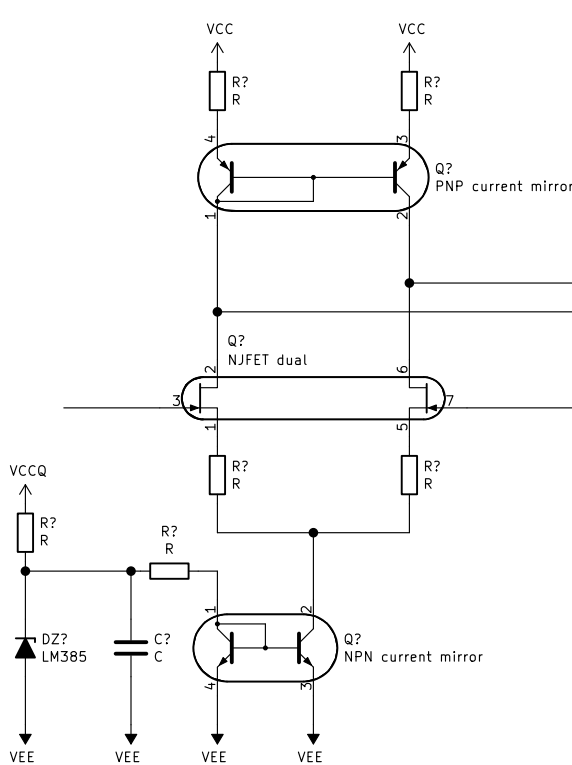 VCC
VCC
R?
R
R?
R
4
3
Q?
PNP current mirror
1
2
Q?
NJFET dual
2
6
3
7
1
5
R?
R
R?
R
VCCQ
R?
R
R?
R
1
2
DZ?
LM385
C?
C
Q?
NPN current mirror
4
3
VEE
VEE
VEE
VEE